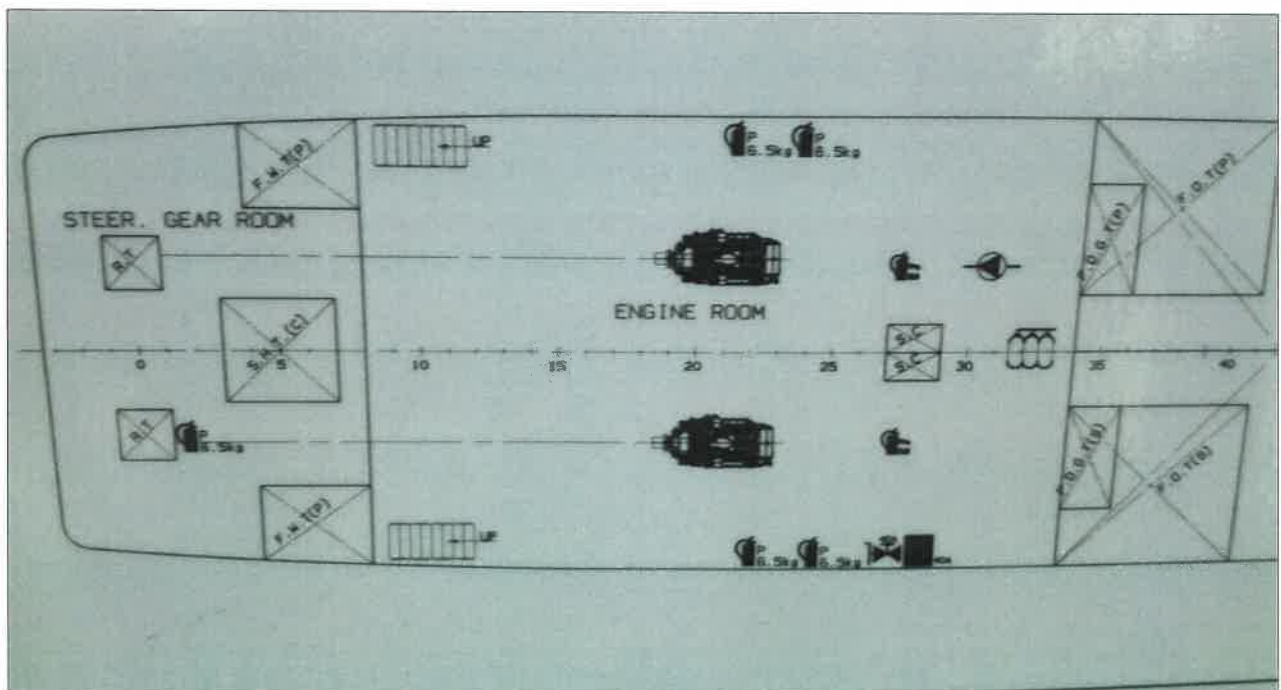 F.W.T(P)
UP
P
6.5kg
P
6.5kg
F.O.T(P)
STEER. GEAR ROOM
R.T
F.O.G.T(P)
ENGINE ROOM
S.H.T.(C)
S.C
S.C
0 5 10 15 20 25 30 35 40
R.T
P
6.5kg
F.O.G.T(S)
F.O.T(S)
F.W.T(P)
UP
P
6.5kg
P
6.5kg